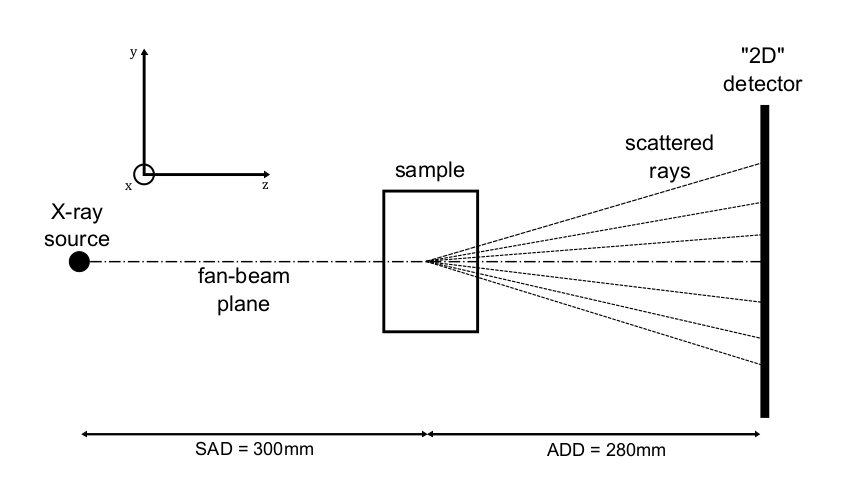 y
"2D"
detector
scattered
rays
sample
x
z
X-ray
source
fan-beam
plane
SAD = 300mm
ADD = 280mm